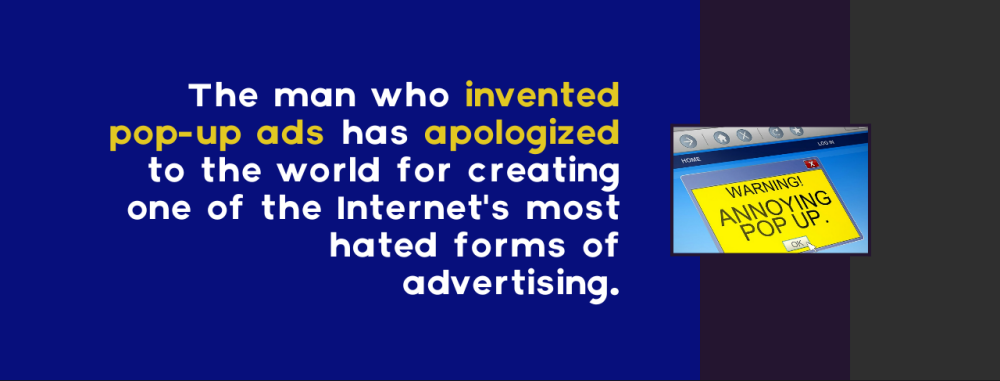 The man who invented
pop-up ads has apologized
to the world for creating
one of the Internet's most
hated forms of
advertising.
HOME
LOG IN
X
WARNING!
ANNOYING
POP UP.
OK